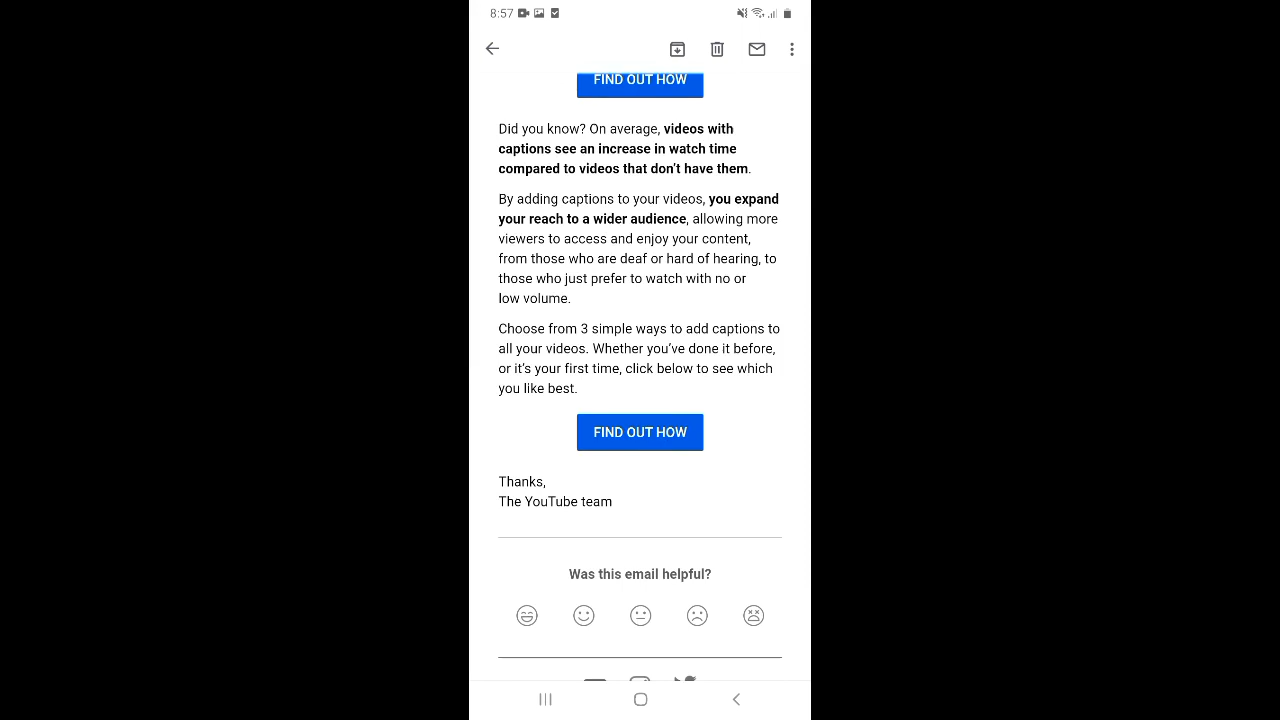 8:57
FIND OUT HOW
Did you know? On average, videos with
captions see an increase in watch time
compared to videos that don’t have them.
By adding captions to your videos, you expand
your reach to a wider audience, allowing more
viewers to access and enjoy your content,
from those who are deaf or hard of hearing, to
those who just prefer to watch with no or
low volume.
Choose from 3 simple ways to add captions to
all your videos. Whether you’ve done it before,
or it’s your first time, click below to see which
you like best.
FIND OUT HOW
Thanks,
The YouTube team
Was this email helpful?